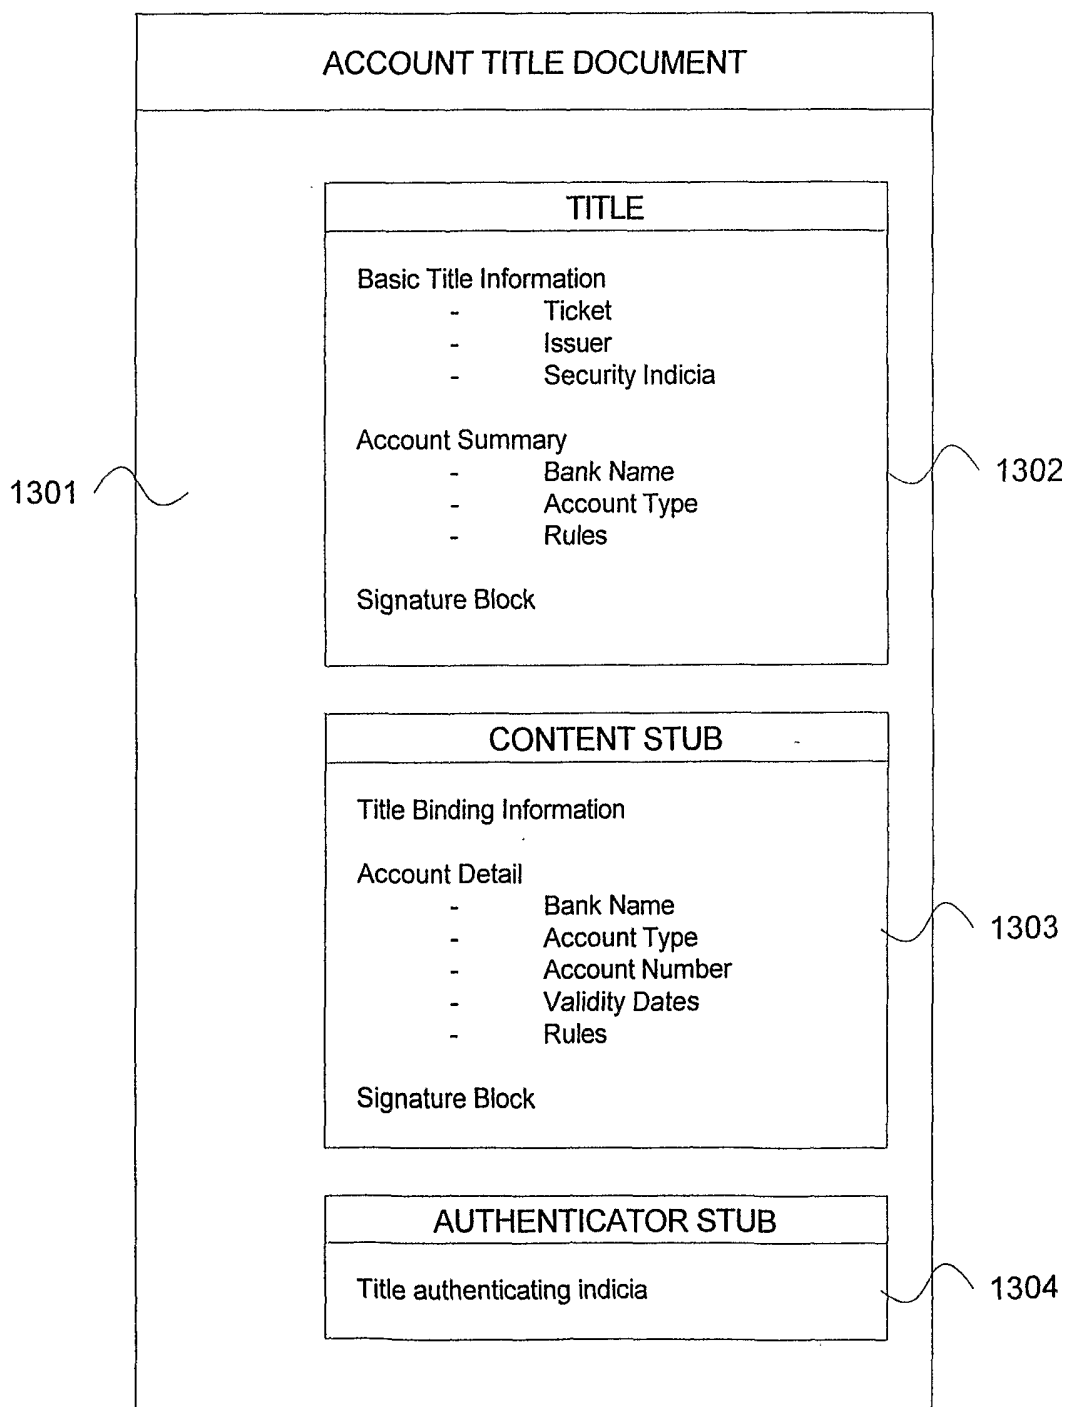 ACCOUNT TITLE DOCUMENT
TITLE
Basic Title Information
- Ticket
- Issuer
- Security Indicia
Account Summary
- Bank Name
- Account Type
- Rules
Signature Block
1301
1302
CONTENT STUB
Title Binding Information
Account Detail
- Bank Name
- Account Type
- Account Number
- Validity Dates
- Rules
Signature Block
1303
AUTHENTICATOR STUB
Title authenticating indicia
1304